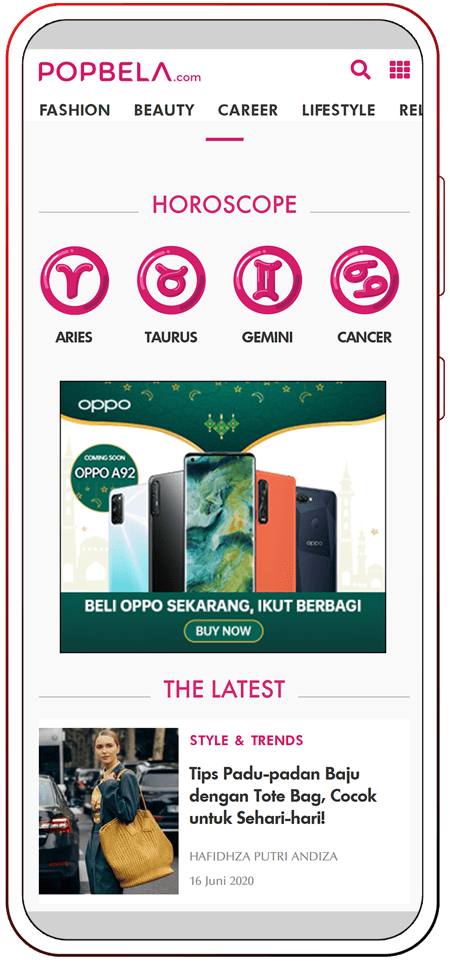 POPBELA.com
FASHION BEAUTY CAREER LIFESTYLE REL
HOROSCOPE
ARIES TAURUS GEMINI CANCER
oppo
COMING SOON
OPPO A92
oppo
BELI OPPO SEKARANG, IKUT BERBAGI
BUY NOW
THE LATEST
STYLE & TRENDS
Tips Padu-padan Baju
dengan Tote Bag, Cocok
untuk Sehari-hari!
HAFIDHZA PUTRI ANDIZA
16 Juni 2020